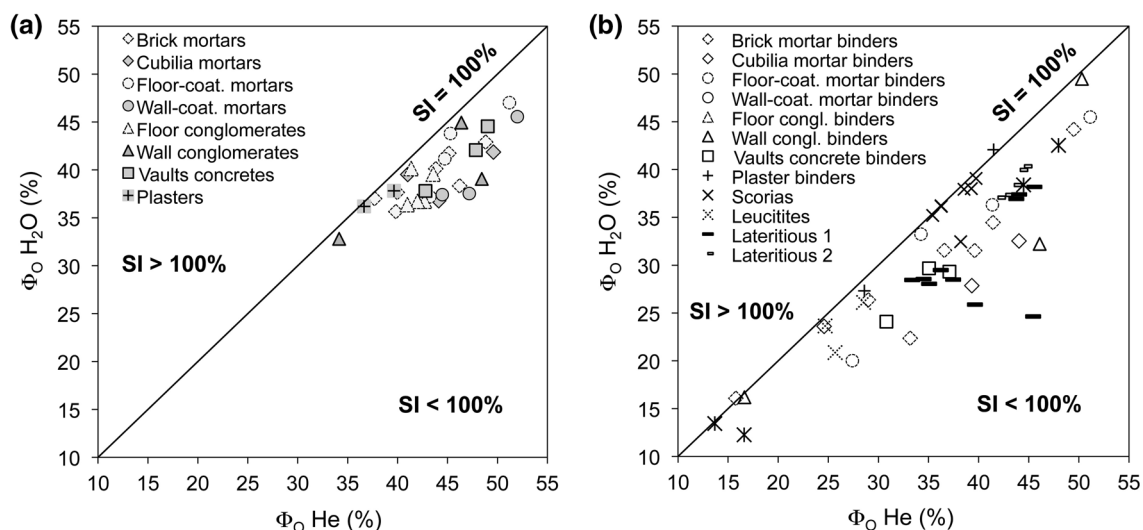 (a)
55
50
45
40
35
30
25
20
15
10
Φ_O H₂O (%)
Brick mortars
Cubilia mortars
Floor-coat. mortars
Wall-coat. mortars
Floor conglomerates
Wall conglomerates
Vaults concretes
Plasters
SI = 100%
SI > 100%
SI < 100%
10 15 20 25 30 35 40 45 50 55
Φ_O He (%)
(b)
55
50
45
40
35
30
25
20
15
10
Φ_O H₂O (%)
Brick mortar binders
Cubilia mortar binders
Floor-coat. mortar binders
Wall-coat. mortar binders
Floor congl. binders
Wall congl. binders
Vaults concrete binders
Plaster binders
Scorias
Leucitites
Lateritious 1
Lateritious 2
SI = 100%
SI > 100%
SI < 100%
10 15 20 25 30 35 40 45 50 55
Φ_O He (%)